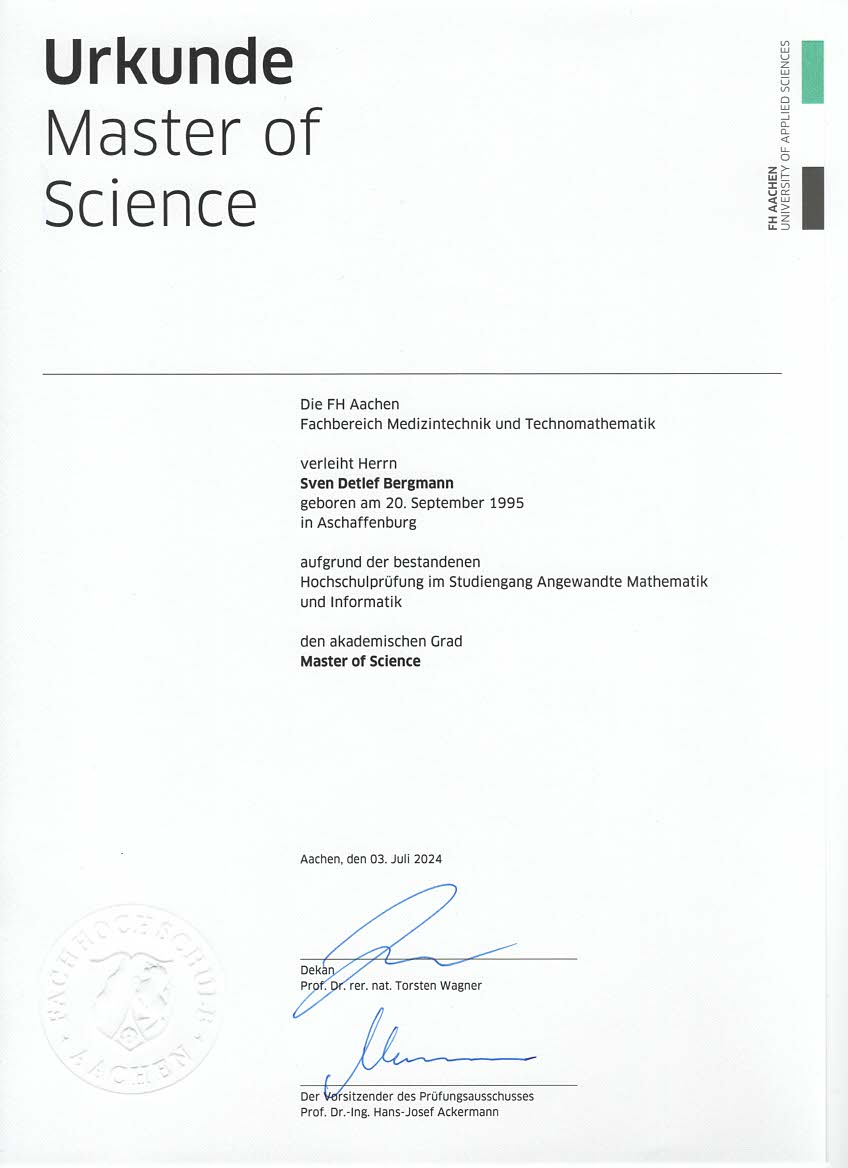 Urkunde
Master of
Science
FH AACHEN
UNIVERSITY OF APPLIED SCIENCES
Die FH Aachen
Fachbereich Medizintechnik und Technomathematik
verleiht Herrn
Sven Detlef Bergmann
geboren am 20. September 1995
in Aschaffenburg
aufgrund der bestandenen
Hochschulprüfung im Studiengang Angewandte Mathematik
und Informatik
den akademischen Grad
Master of Science
Aachen, den 03. Juli 2024
Dekan
Prof. Dr. rer. nat. Torsten Wagner
Der Vorsitzender des Prüfungsausschusses
Prof. Dr.-Ing. Hans-Josef Ackermann
FACHHOCHSCHULE
AACHEN